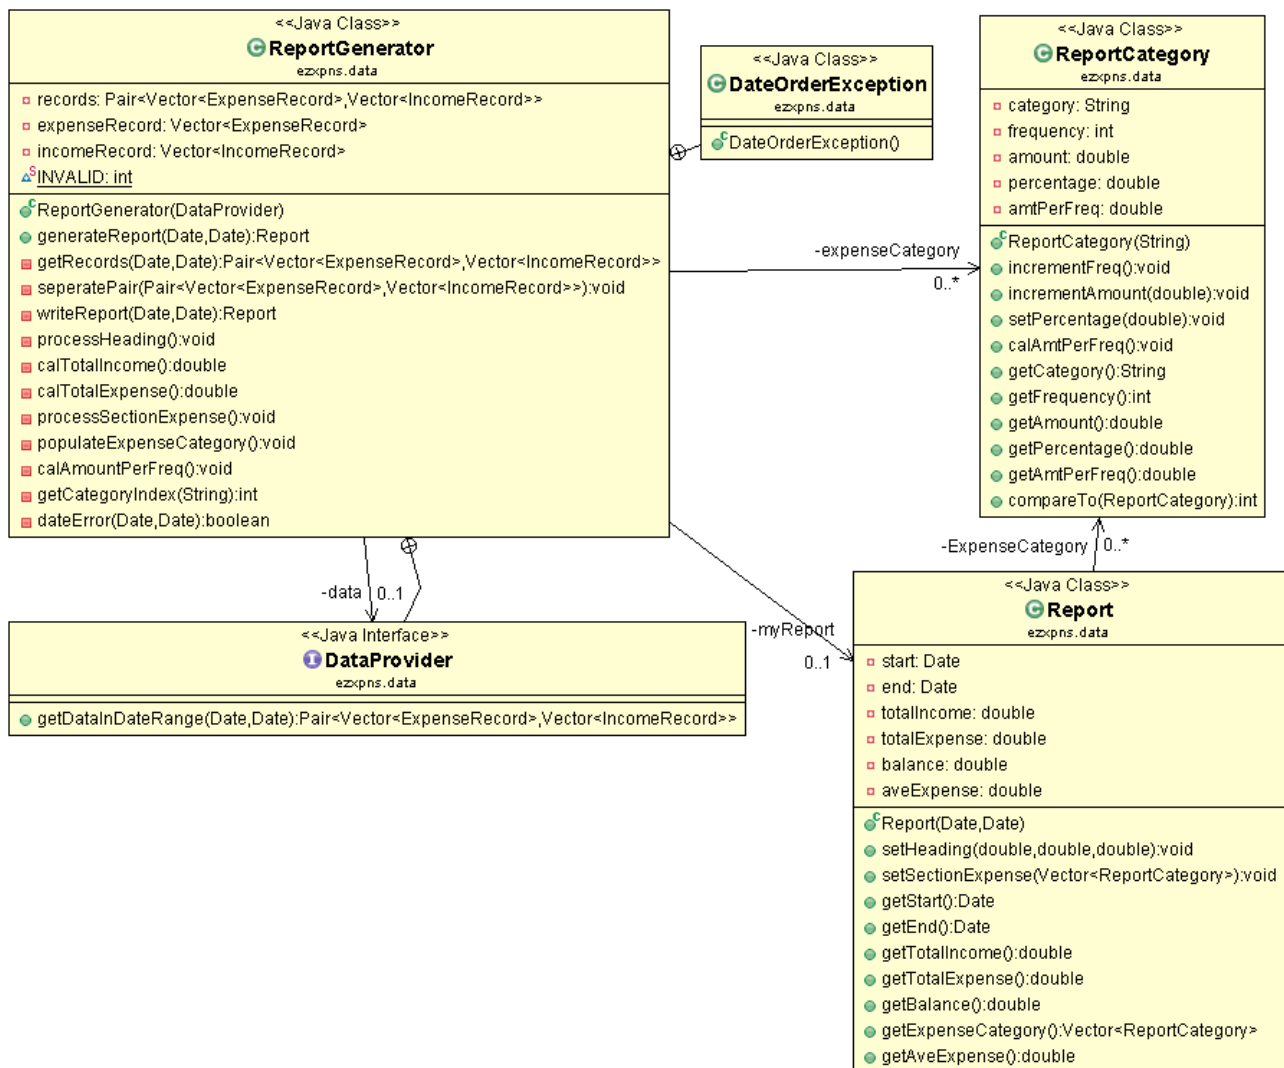 <<Java Class>>
ReportGenerator
ezxpns.data
records: Pair<Vector<ExpenseRecord>,Vector<IncomeRecord>>
expenseRecord: Vector<ExpenseRecord>
incomeRecord: Vector<IncomeRecord>
INVALID: int
ReportGenerator(DataProvider)
generateReport(Date,Date):Report
getRecords(Date,Date):Pair<Vector<ExpenseRecord>,Vector<IncomeRecord>>
seperatePair(Pair<Vector<ExpenseRecord>,Vector<IncomeRecord>>):void
writeReport(Date,Date):Report
processHeading():void
calTotalIncome():double
calTotalExpense():double
processSectionExpense():void
populateExpenseCategory():void
calAmountPerFreq():void
getCategoryIndex(String):int
dateError(Date,Date):boolean
<<Java Class>>
DateOrderException
ezxpns.data
DateOrderException()
<<Java Class>>
ReportCategory
ezxpns.data
category: String
frequency: int
amount: double
percentage: double
amtPerFreq: double
ReportCategory(String)
incrementFreq():void
incrementAmount(double):void
setPercentage(double):void
calAmtPerFreq():void
getCategory():String
getFrequency():int
getAmount():double
getPercentage():double
getAmtPerFreq():double
compareTo(ReportCategory):int
-expenseCategory
0..*
-ExpenseCategory
0..*
-data
0..1
-myReport
0..1
<<Java Interface>>
DataProvider
ezxpns.data
getDataInDateRange(Date,Date):Pair<Vector<ExpenseRecord>,Vector<IncomeRecord>>
<<Java Class>>
Report
ezxpns.data
start: Date
end: Date
totalIncome: double
totalExpense: double
balance: double
aveExpense: double
Report(Date,Date)
setHeading(double,double,double):void
setSectionExpense(Vector<ReportCategory>):void
getStart():Date
getEnd():Date
getTotalIncome():double
getTotalExpense():double
getBalance():double
getExpenseCategory():Vector<ReportCategory>
getAveExpense():double